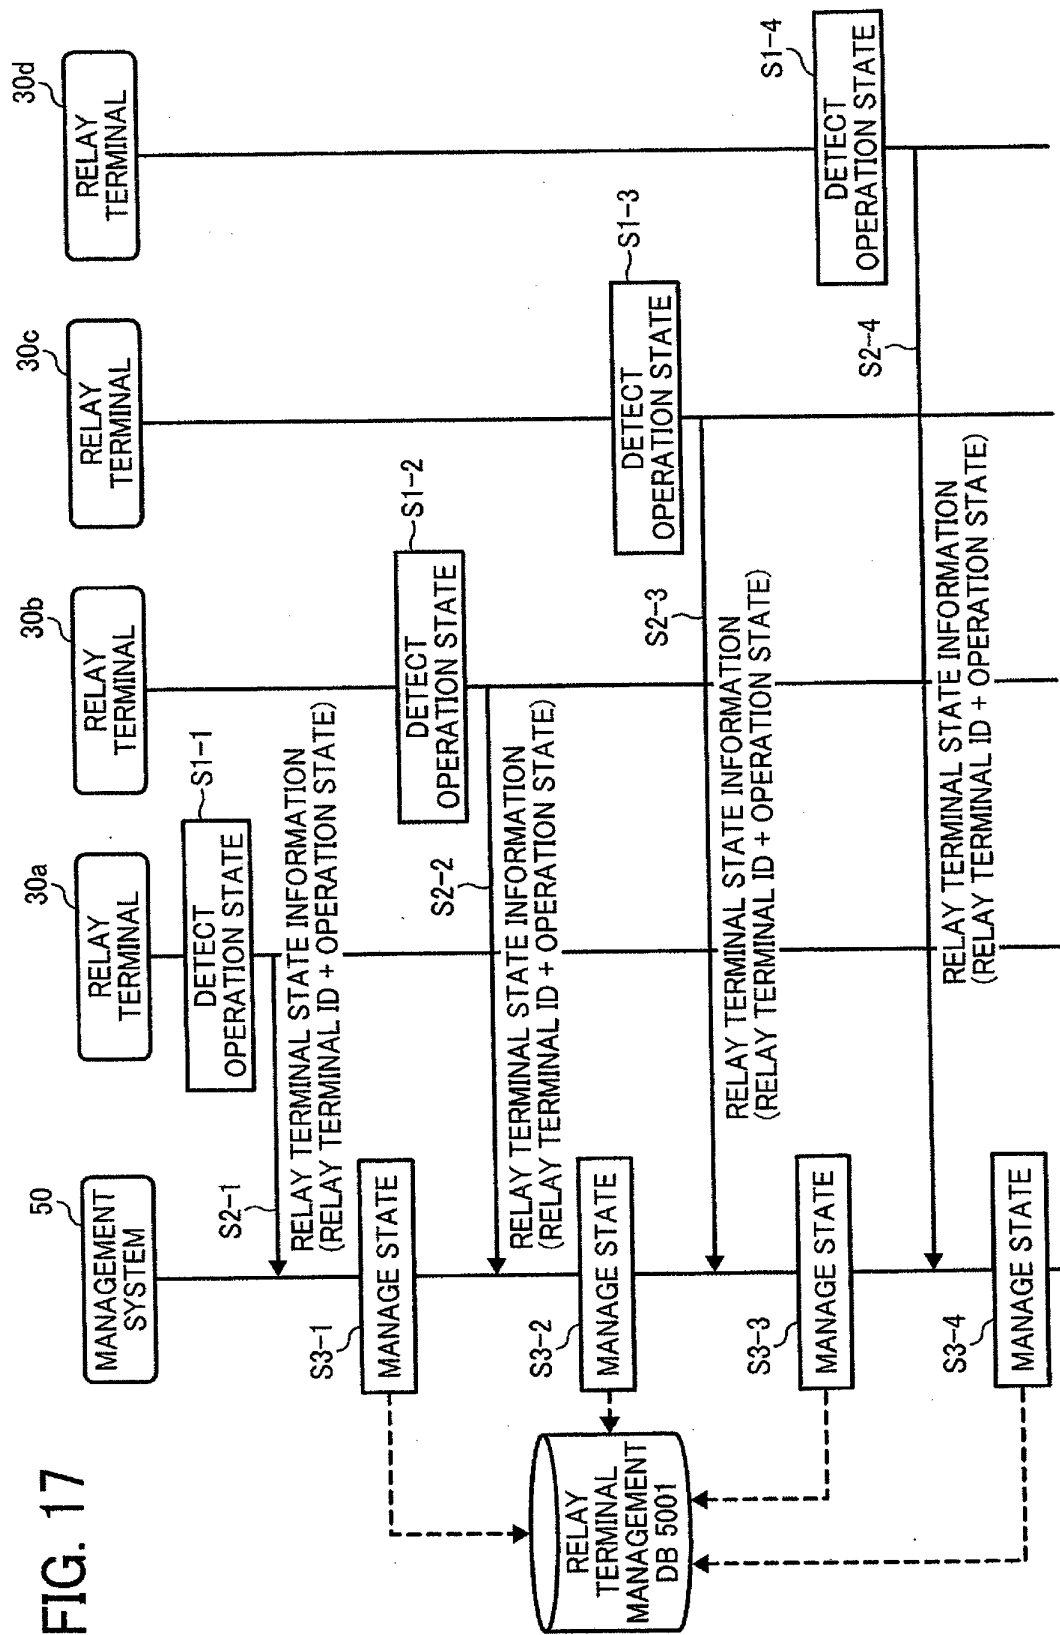 FIG. 17
50
MANAGEMENT
SYSTEM
30a
RELAY
TERMINAL
30b
RELAY
TERMINAL
30c
RELAY
TERMINAL
30d
RELAY
TERMINAL
S1-1
DETECT
OPERATION STATE
S2-1
RELAY TERMINAL STATE INFORMATION
(RELAY TERMINAL ID + OPERATION STATE)
S3-1
MANAGE STATE
S1-2
DETECT
OPERATION STATE
S2-2
RELAY TERMINAL STATE INFORMATION
(RELAY TERMINAL ID + OPERATION STATE)
S3-2
MANAGE STATE
RELAY
TERMINAL
MANAGEMENT
DB 5001
S1-3
DETECT
OPERATION STATE
S2-3
RELAY TERMINAL STATE INFORMATION
(RELAY TERMINAL ID + OPERATION STATE)
S3-3
MANAGE STATE
S1-4
DETECT
OPERATION STATE
S2-4
RELAY TERMINAL STATE INFORMATION
(RELAY TERMINAL ID + OPERATION STATE)
S3-4
MANAGE STATE